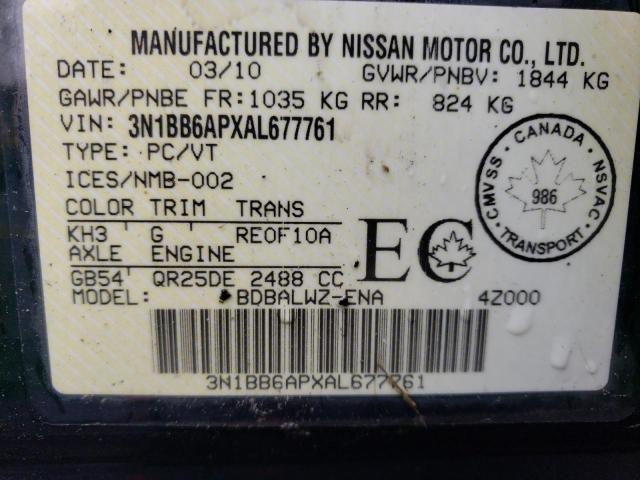 MANUFACTURED BY NISSAN MOTOR CO., LTD.
DATE: 03/10 GVWR/PNBV: 1844 KG
GAWR/PNBE FR: 1035 KG RR: 824 KG
VIN: 3N1BB6APXAL677761
TYPE: PC/VT
ICES/NMB-002
COLOR TRIM TRANS
KH3 G RE0F10A
AXLE ENGINE
GB54 QR25DE 2488 CC
MODEL: BDBALWZ-ENA 4Z000
EC
CANADA
CMVSS · NSVAC
986
TRANSPORT
3N1BB6APXAL677761